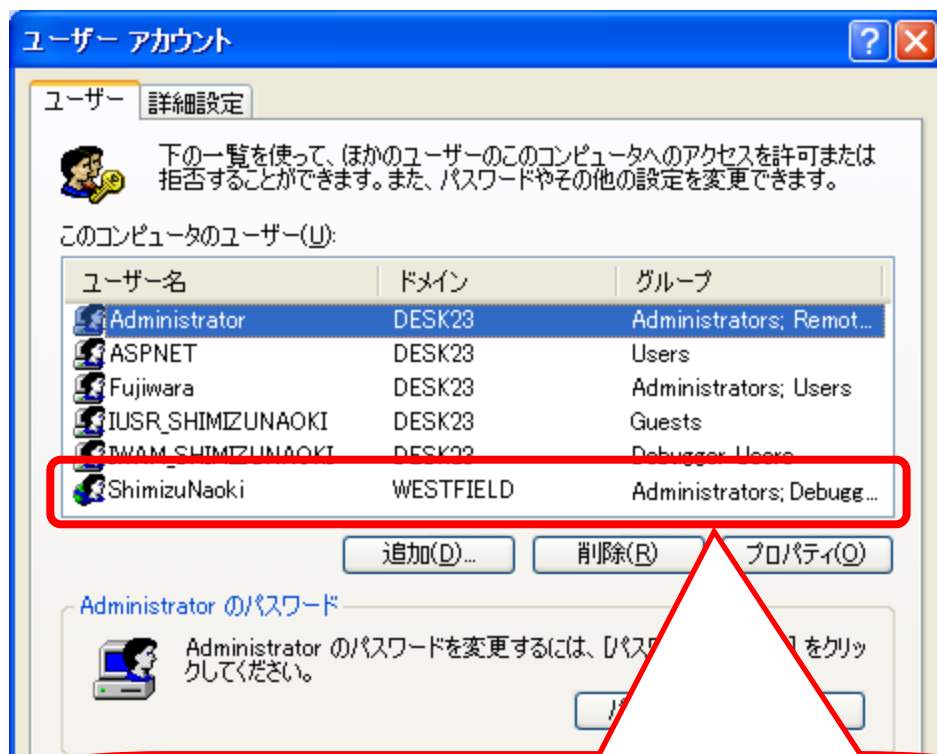 ユーザー アカウント
ユーザー 詳細設定
下の一覧を使って、ほかのユーザーのこのコンピュータへのアクセスを許可または
拒否することができます。また、パスワードやその他の設定を変更できます。
このコンピュータのユーザー(U):
ユーザー名 ドメイン グループ
Administrator DESK23 Administrators; Remot...
ASPNET DESK23 Users
Fujiwara DESK23 Administrators; Users
IUSR_SHIMIZUNAOKI DESK23 Guests
IWAM_SHIMIZUNAOKI DESK23 Debugger Users
ShimizuNaoki WESTFIELD Administrators; Debugg...
追加(D)... 削除(R) プロパティ(O)
Administrator のパスワード
Administrator のパスワードを変更するには、[パスワ を クリッ
クしてください。